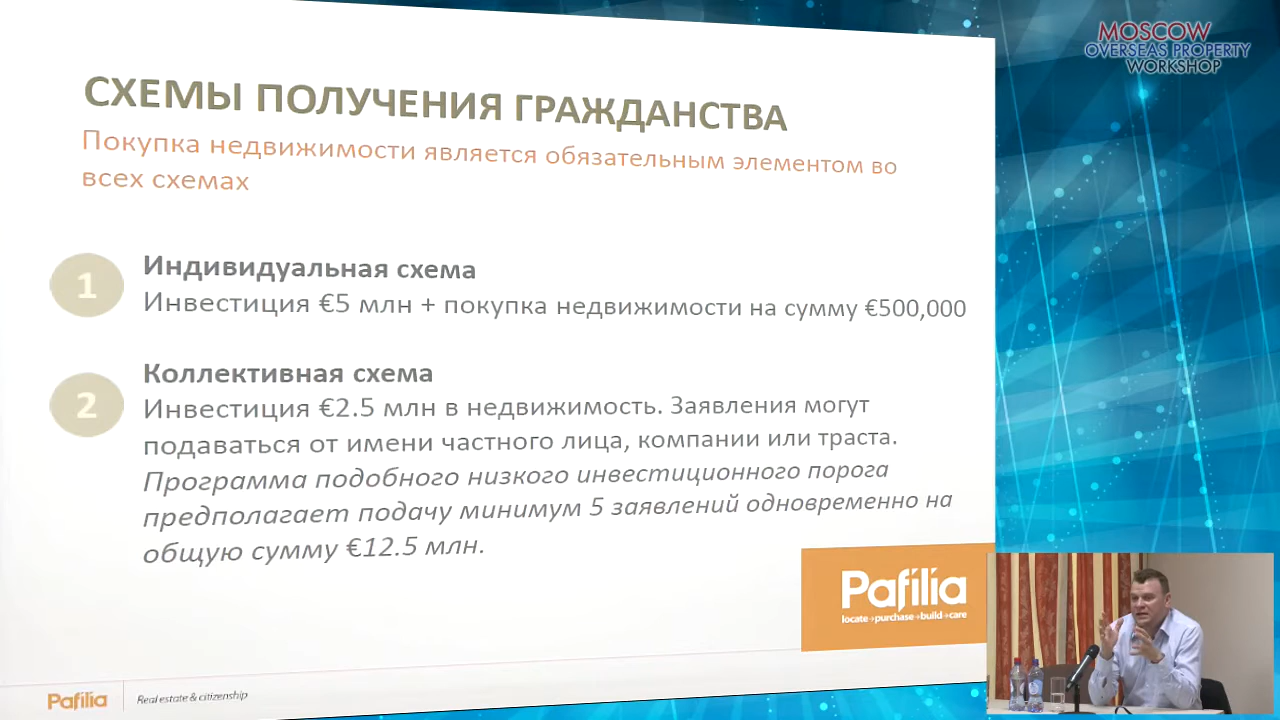 MOSCOW
OVERSEAS PROPERTY
WORKSHOP
СХЕМЫ ПОЛУЧЕНИЯ ГРАЖДАНСТВА
Покупка недвижимости является обязательным элементом во
всех схемах
1
Индивидуальная схема
Инвестиция €5 млн + покупка недвижимости на сумму €500,000
2
Коллективная схема
Инвестиция €2.5 млн в недвижимость. Заявления могут
подаваться от имени частного лица, компании или траста.
Программа подобного низкого инвестиционного порога
предполагает подачу минимум 5 заявлений одновременно на
общую сумму €12.5 млн.
Pafilia
locate→purchase→build→care
Pafilia
Real estate & citizenship